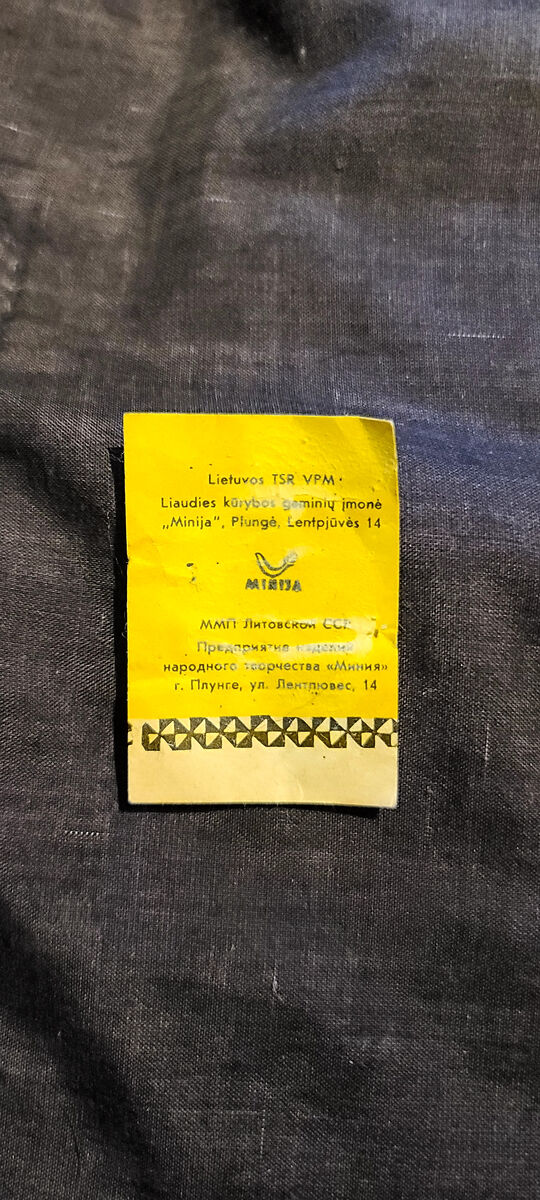 Lietuvos TSR VPM
Liaudies kūrybos gaminių įmonė
„Minija", Plungė, Lentpjūvės 14
MINIJA
ММП Литовской ССР
Предприятие изделий
народного творчества «Миния»
г. Плунге, ул. Лентпювес, 14